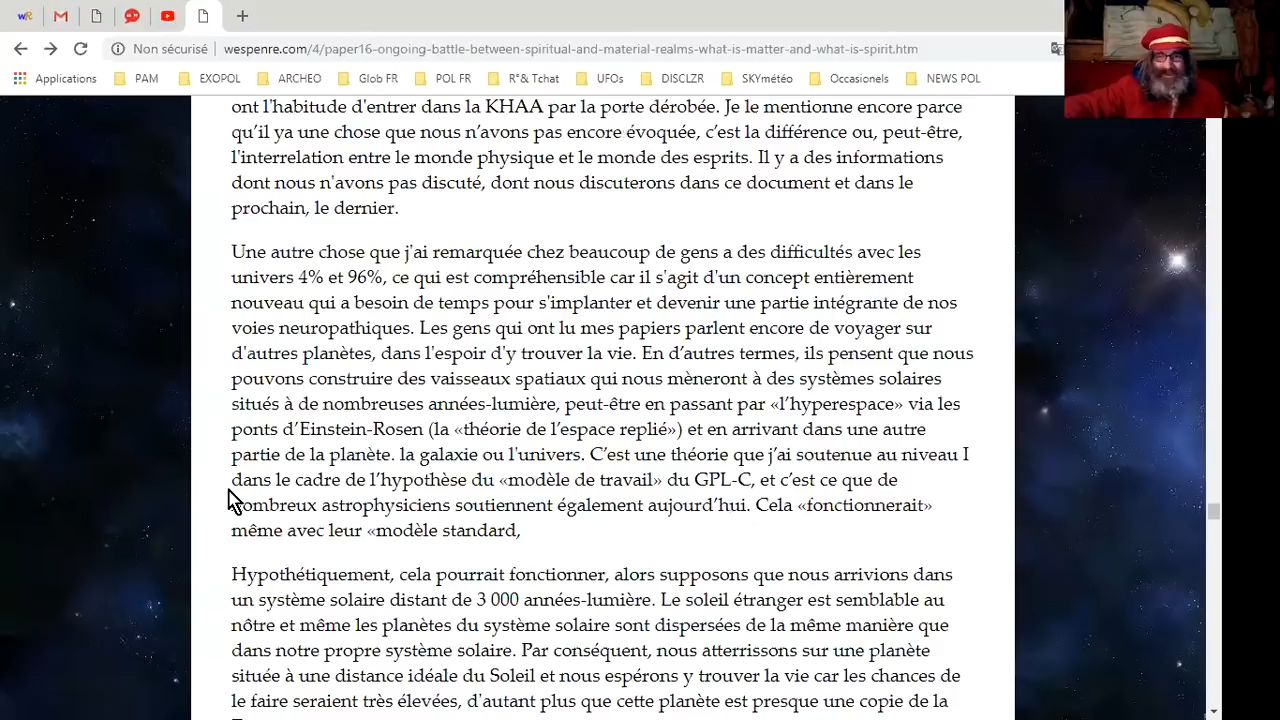 Non sécurisé
wespenre.com/4/paper16-ongoing-battle-between-spiritual-and-material-realms-what-is-matter-and-what-is-spirit.htm
Applications PAM EXOPOL ARCHEO Glob FR POL FR R°& Tchat UFOs DISCLZR SKYmétéo Occasionels NEWS POL
ont l'habitude d'entrer dans la KHAA par la porte dérobée. Je le mentionne encore parce
qu’il ya une chose que nous n’avons pas encore évoquée, c’est la différence ou, peut-être,
l'interrelation entre le monde physique et le monde des esprits. Il y a des informations
dont nous n'avons pas discuté, dont nous discuterons dans ce document et dans le
prochain, le dernier.
Une autre chose que j'ai remarquée chez beaucoup de gens a des difficultés avec les
univers 4% et 96%, ce qui est compréhensible car il s'agit d'un concept entièrement
nouveau qui a besoin de temps pour s'implanter et devenir une partie intégrante de nos
voies neuropathiques. Les gens qui ont lu mes papiers parlent encore de voyager sur
d'autres planètes, dans l'espoir d'y trouver la vie. En d’autres termes, ils pensent que nous
pouvons construire des vaisseaux spatiaux qui nous mèneront à des systèmes solaires
situés à de nombreuses années-lumière, peut-être en passant par «l’hyperespace» via les
ponts d’Einstein-Rosen (la «théorie de l’espace replié») et en arrivant dans une autre
partie de la planète. la galaxie ou l'univers. C’est une théorie que j’ai soutenue au niveau I
dans le cadre de l’hypothèse du «modèle de travail» du GPL-C, et c’est ce que de
nombreux astrophysiciens soutiennent également aujourd’hui. Cela «fonctionnerait»
même avec leur «modèle standard,
Hypothétiquement, cela pourrait fonctionner, alors supposons que nous arrivions dans
un système solaire distant de 3 000 années-lumière. Le soleil étranger est semblable au
nôtre et même les planètes du système solaire sont dispersées de la même manière que
dans notre propre système solaire. Par conséquent, nous atterrissons sur une planète
située à une distance idéale du Soleil et nous espérons y trouver la vie car les chances de
le faire seraient très élevées, d'autant plus que cette planète est presque une copie de la